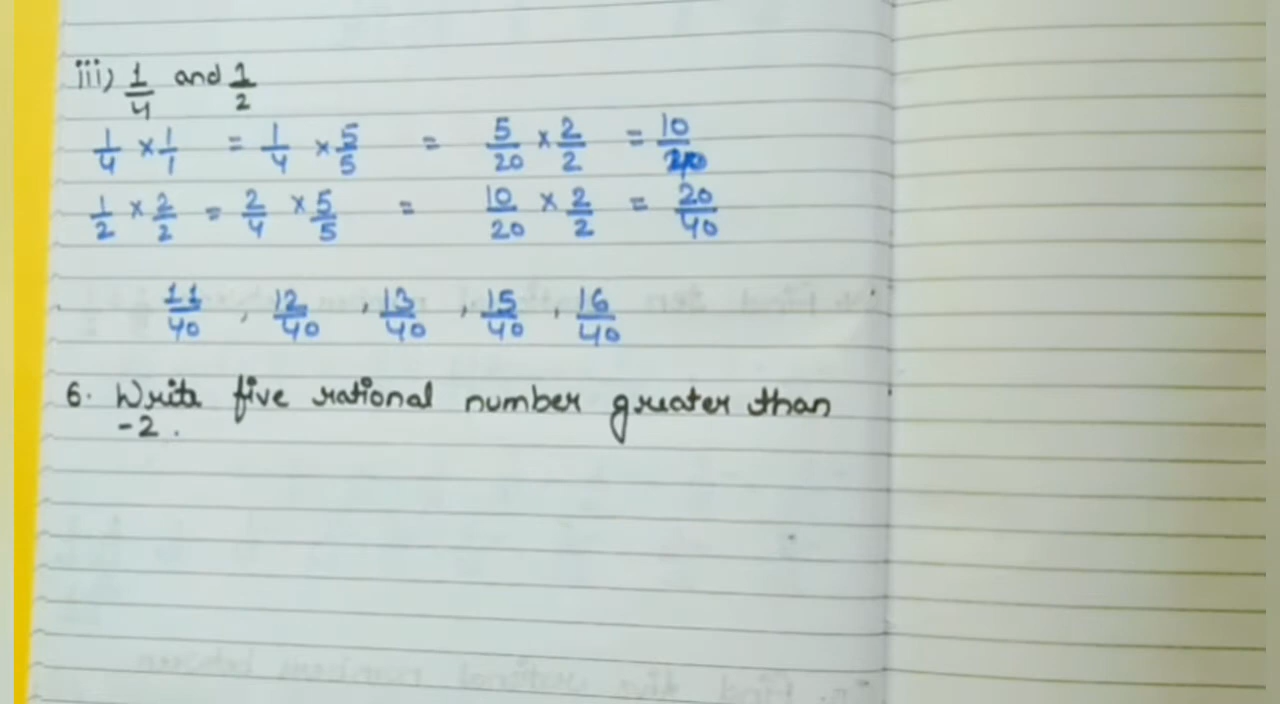 iii) 1/4 and 1/2
1/4 × 1/1 = 1/4 × 5/5 = 5/20 × 2/2 = 10/40
1/2 × 2/2 = 2/4 × 5/5 = 10/20 × 2/2 = 20/40
11/40 , 12/40 , 13/40 , 15/40 , 16/40
6. Write five rational number greater than
-2.